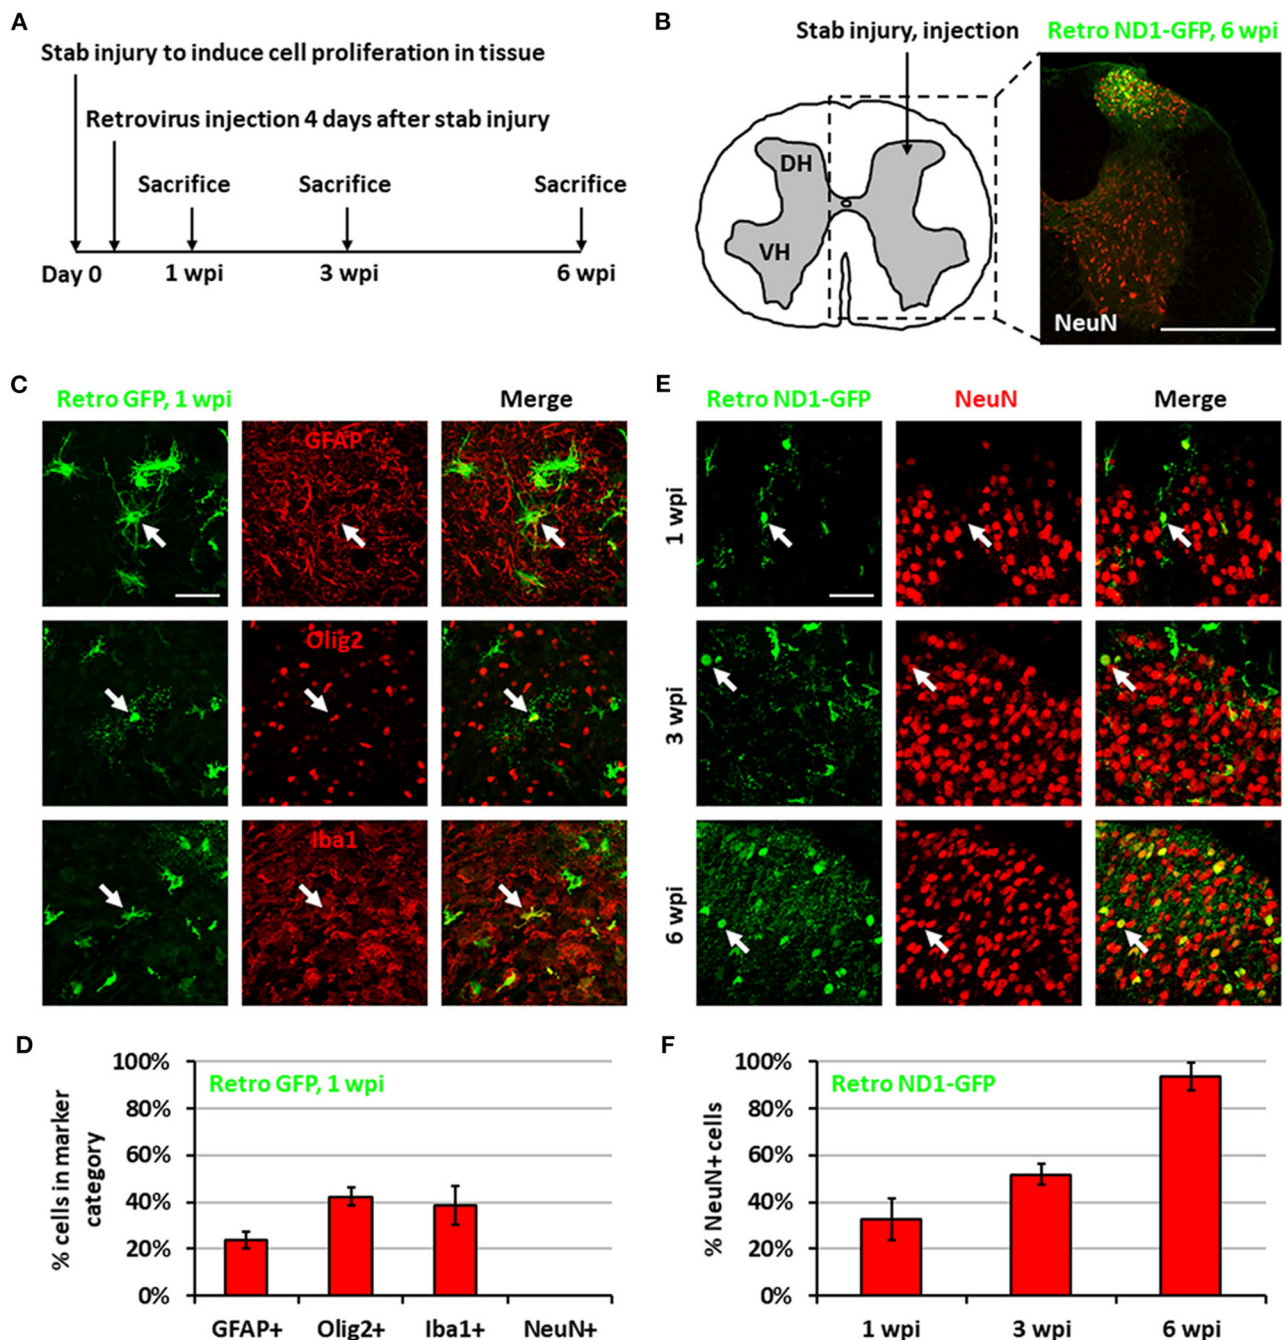 A
Stab injury to induce cell proliferation in tissue
Retrovirus injection 4 days after stab injury
Sacrifice Sacrifice Sacrifice
Day 0 1 wpi 3 wpi 6 wpi
B
Stab injury, injection Retro ND1-GFP, 6 wpi
DH
VH
NeuN
C
Retro GFP, 1 wpi Merge
GFAP
Olig2
Iba1
D
100%
80%
60%
40%
20%
0%
% cells in marker
category
Retro GFP, 1 wpi
GFAP+ Olig2+ Iba1+ NeuN+
E
Retro ND1-GFP NeuN Merge
1 wpi
3 wpi
6 wpi
F
100%
80%
60%
40%
20%
0%
% NeuN+ cells
Retro ND1-GFP
1 wpi 3 wpi 6 wpi